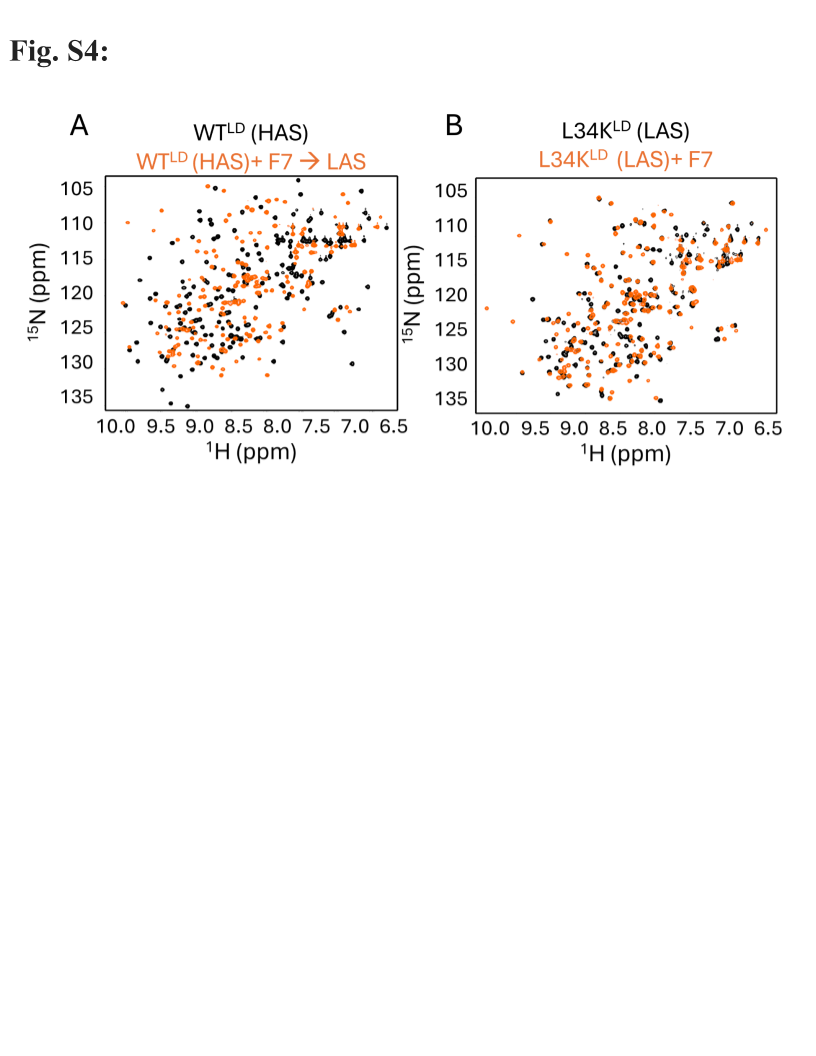 Fig. S4:
A
WTLD (HAS)
WTLD (HAS)+ F7 → LAS
105
110
115
120
125
130
135
15N (ppm)
10.0 9.5 9.0 8.5 8.0 7.5 7.0 6.5
1H (ppm)
B
L34KLD (LAS)
L34KLD (LAS)+ F7
105
110
115
120
125
130
135
15N (ppm)
10.0 9.5 9.0 8.5 8.0 7.5 7.0 6.5
1H (ppm)